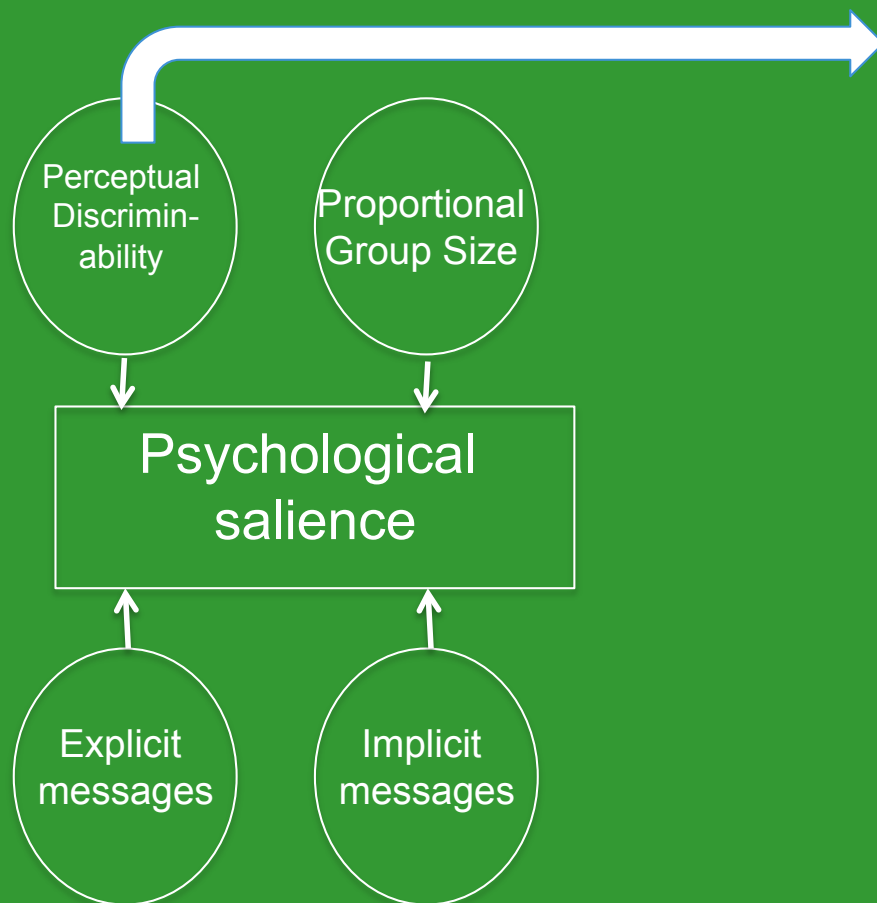 Perceptual
Discrimin-
ability
Proportional
Group Size
Psychological
salience
Explicit
messages
Implicit
messages